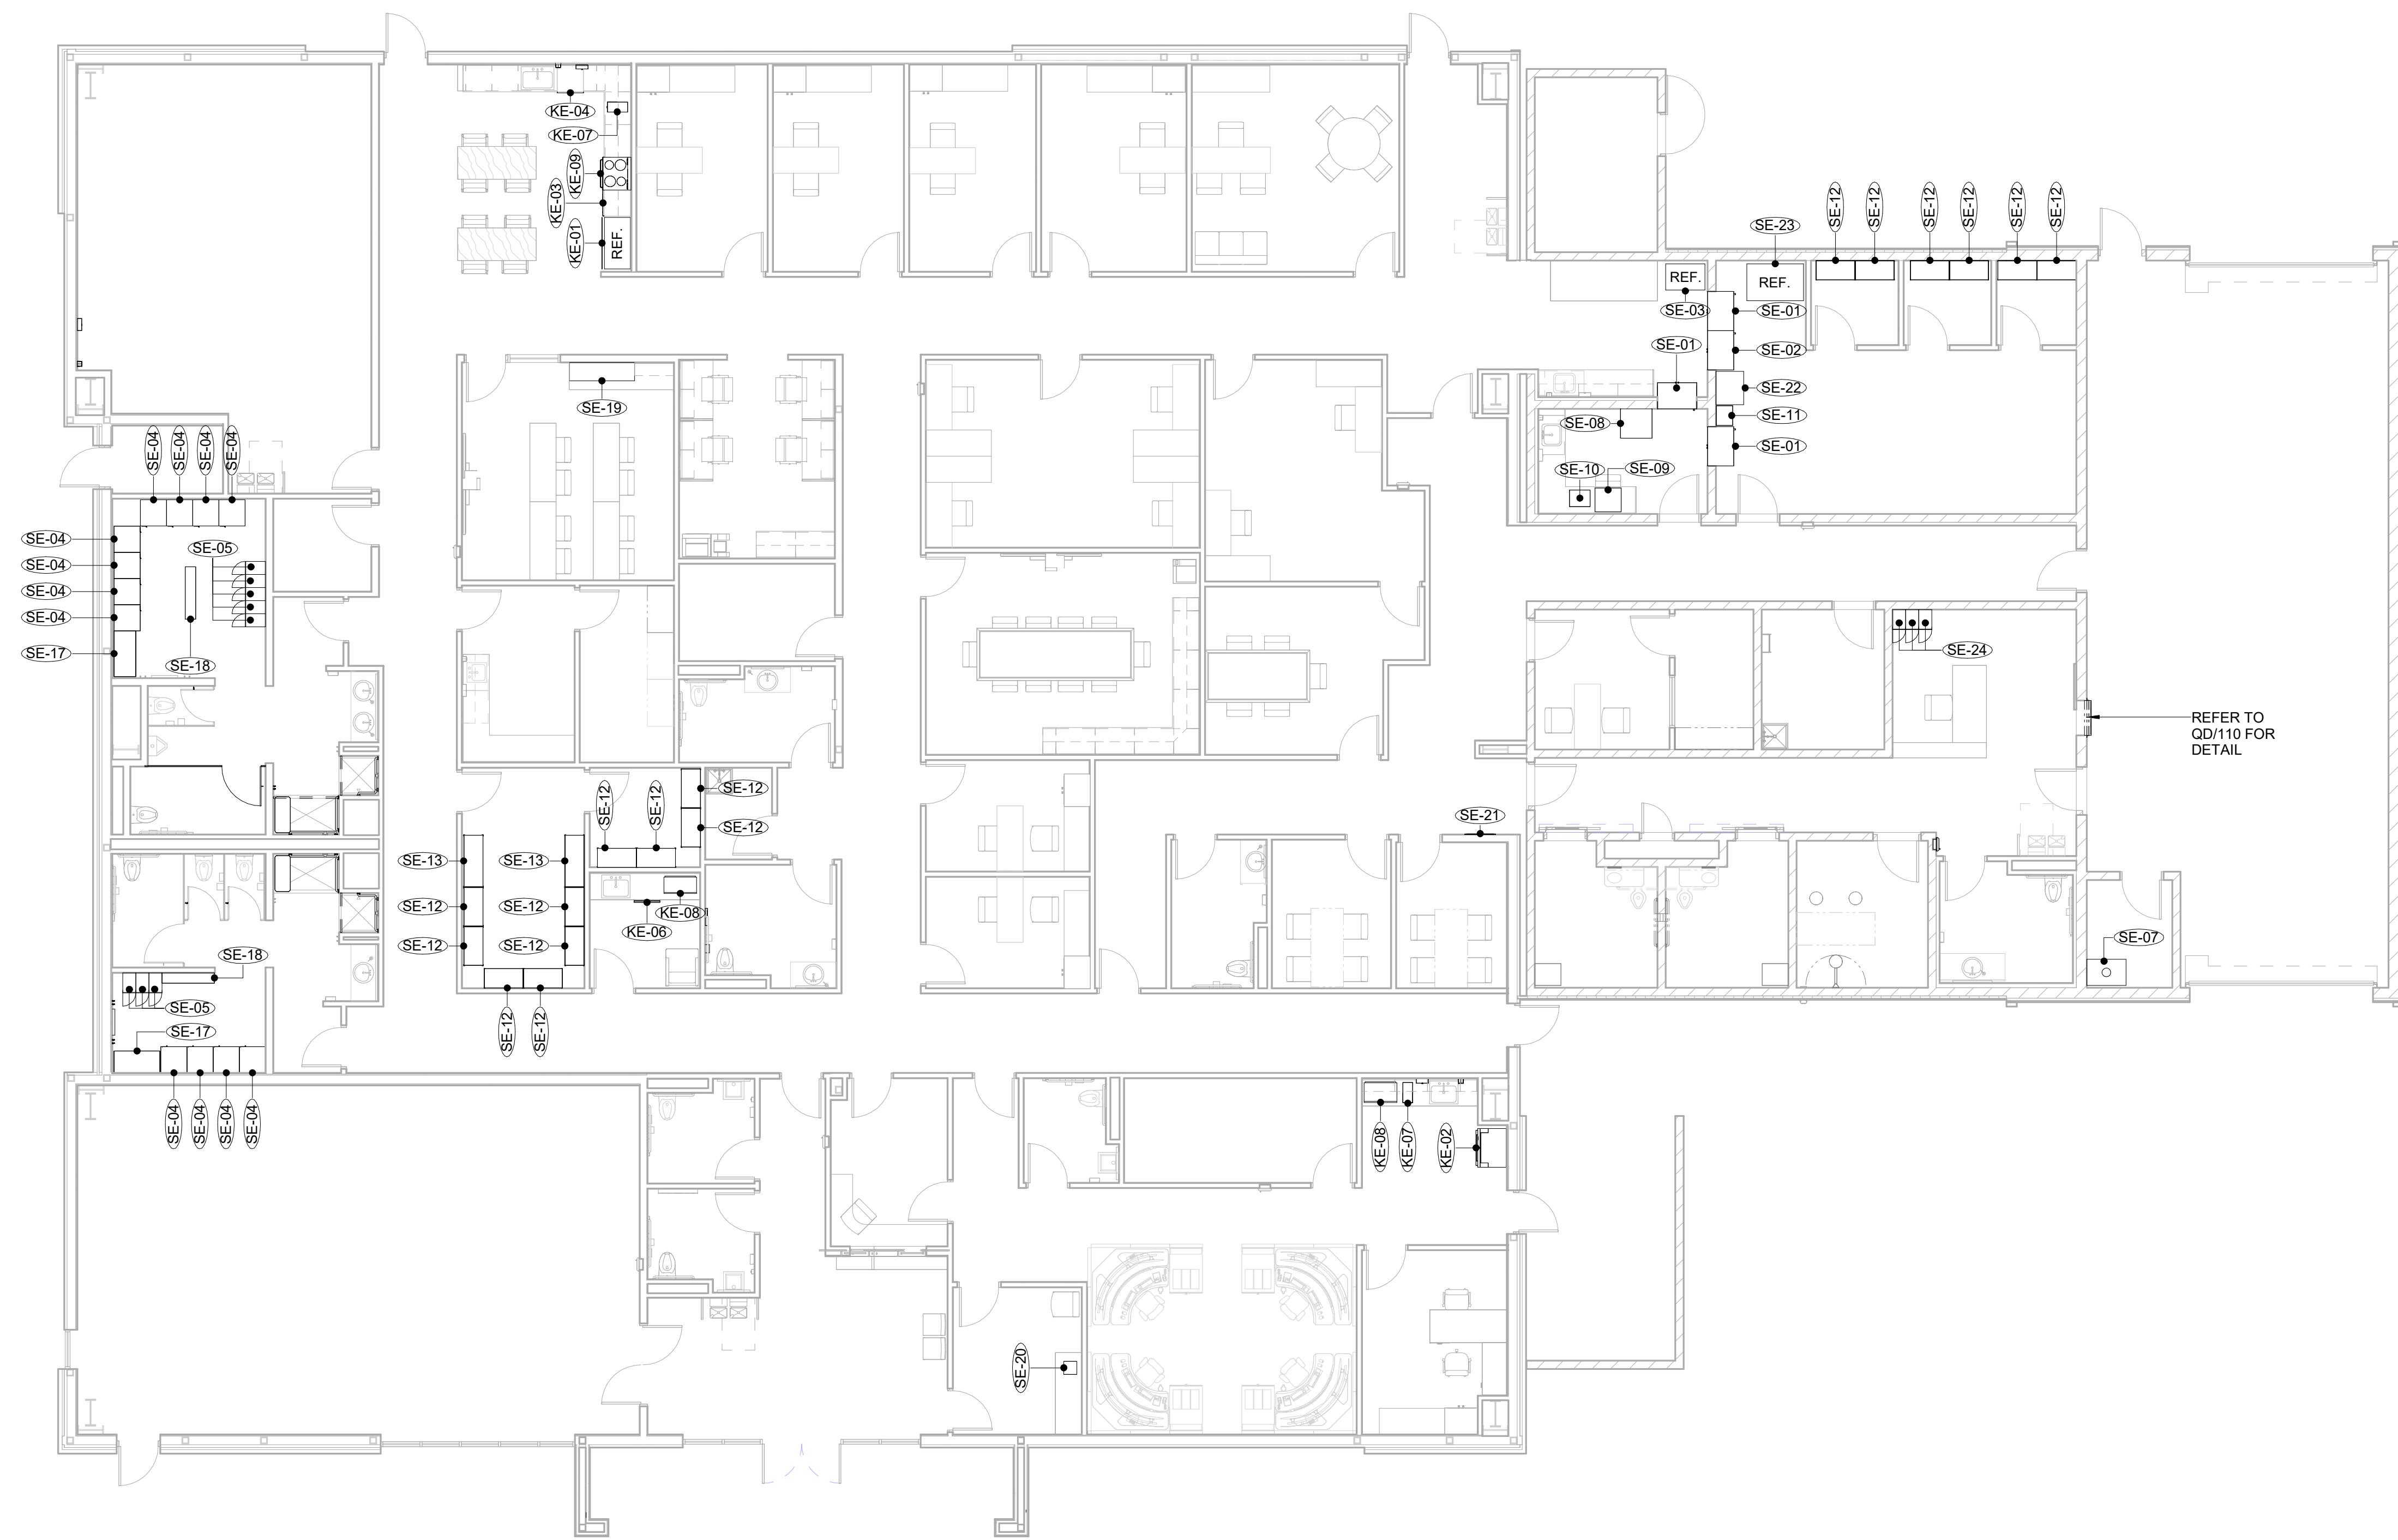 KE-04
KE-07
KE-09
KE-03
KE-01
REF.
SE-12
SE-12
SE-12
SE-12
SE-12
SE-12
SE-23
REF.
REF.
SE-03
SE-01
SE-01
SE-02
SE-22
SE-11
SE-08
SE-01
SE-10
SE-09
SE-19
SE-04
SE-04
SE-04
SE-04
SE-04
SE-04
SE-04
SE-04
SE-05
SE-17
SE-18
SE-24
REFER TO
QD/110 FOR
DETAIL
SE-12
SE-12
SE-12
SE-12
SE-21
SE-13
SE-13
SE-12
SE-12
KE-08
KE-06
SE-12
SE-12
SE-07
SE-18
SE-05
SE-17
SE-12
SE-12
SE-04
SE-04
SE-04
SE-04
KE-08
KE-07
KE-02
SE-20